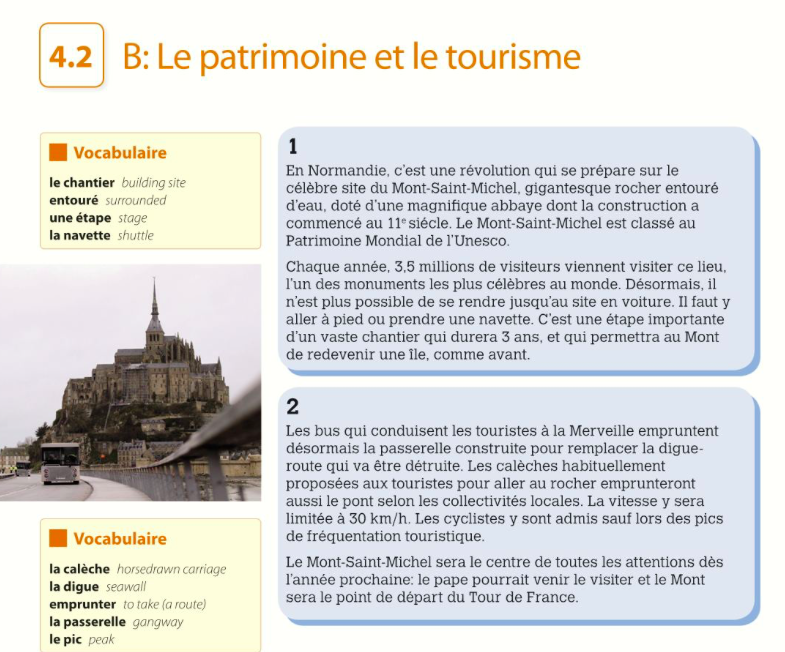 4.2 B: Le patrimoine et le tourisme
Vocabulaire
le chantier building site
entouré surrounded
une étape stage
la navette shuttle
1
En Normandie, c'est une révolution qui se prépare sur le
célèbre site du Mont-Saint-Michel, gigantesque rocher entouré
d'eau, doté d'une magnifique abbaye dont la construction a
commencé au 11e siécle. Le Mont-Saint-Michel est classé au
Patrimoine Mondial de l'Unesco.
Chaque année, 3,5 millions de visiteurs viennent visiter ce lieu,
l'un des monuments les plus célèbres au monde. Désormais, il
n'est plus possible de se rendre jusqu'au site en voiture. Il faut y
aller à pied ou prendre une navette. C'est une étape importante
d'un vaste chantier qui durera 3 ans, et qui permettra au Mont
de redevenir une île, comme avant.
2
Les bus qui conduisent les touristes à la Merveille empruntent
désormais la passerelle construite pour remplacer la digue-
route qui va être détruite. Les calèches habituellement
proposées aux touristes pour aller au rocher emprunteront
aussi le pont selon les collectivités locales. La vitesse y sera
limitée à 30 km/h. Les cyclistes y sont admis sauf lors des pics
de fréquentation touristique.
Le Mont-Saint-Michel sera le centre de toutes les attentions dès
l'année prochaine: le pape pourrait venir le visiter et le Mont
sera le point de départ du Tour de France.
Vocabulaire
la calèche horsedrawn carriage
la digue seawall
emprunter to take (a route)
la passerelle gangway
le pic peak